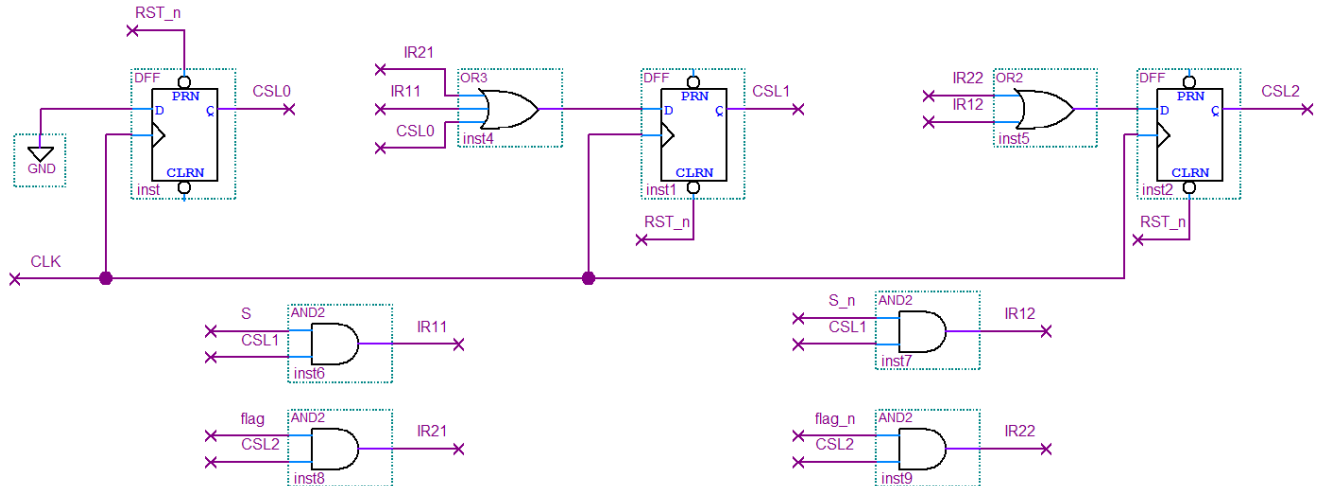 RST_n
DFF
PRN
D
Q
CSL0
CLRN
inst
GND
IR21
IR11
CSL0
OR3
inst4
DFF
PRN
D
Q
CSL1
CLRN
inst1
RST_n
IR22
IR12
OR2
inst5
DFF
PRN
D
Q
CSL2
CLRN
inst2
RST_n
CLK
S
CSL1
AND2
IR11
inst6
S_n
CSL1
AND2
IR12
inst7
flag
CSL2
AND2
IR21
inst8
flag_n
CSL2
AND2
IR22
inst9